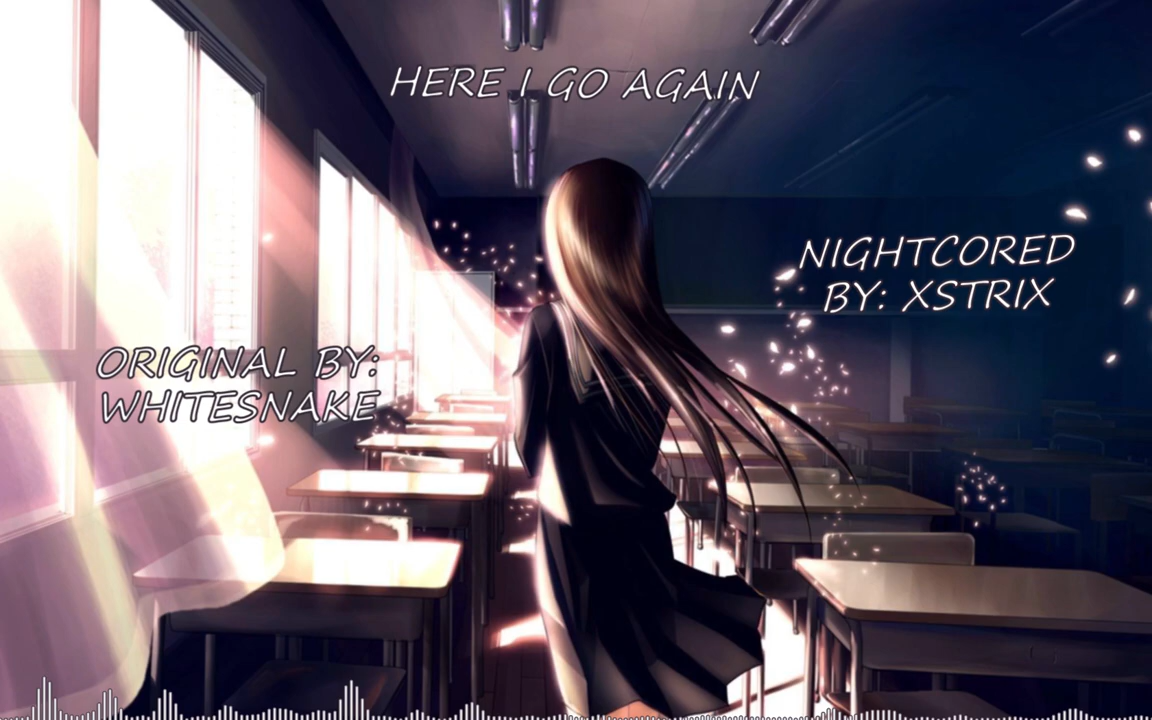 HERE I GO AGAIN
NIGHTCORED
BY: XSTRIX
ORIGINAL BY:
WHITESNAKE